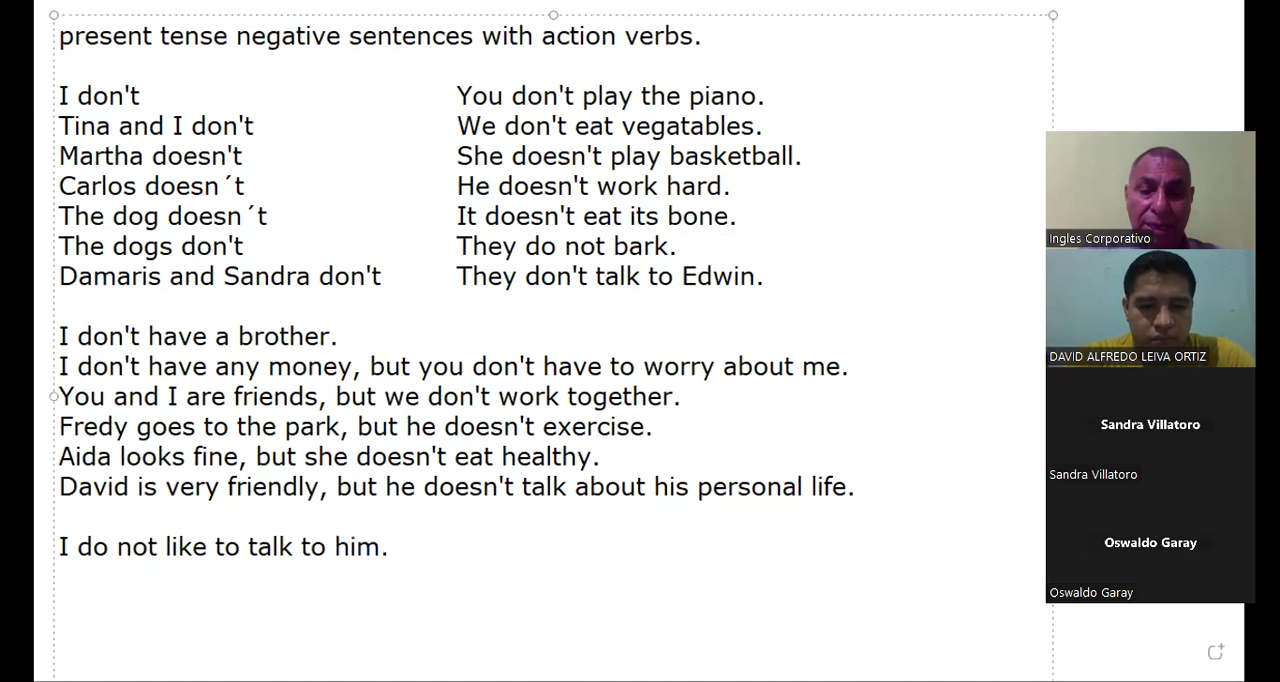 present tense negative sentences with action verbs.
I don't You don't play the piano.
Tina and I don't We don't eat vegatables.
Martha doesn't She doesn't play basketball.
Carlos doesn´t He doesn't work hard.
The dog doesn´t It doesn't eat its bone.
The dogs don't They do not bark.
Damaris and Sandra don't They don't talk to Edwin.
I don't have a brother.
I don't have any money, but you don't have to worry about me.
You and I are friends, but we don't work together.
Fredy goes to the park, but he doesn't exercise.
Aida looks fine, but she doesn't eat healthy.
David is very friendly, but he doesn't talk about his personal life.
I do not like to talk to him.
Ingles Corporativo
DAVID ALFREDO LEIVA ORTIZ
Sandra Villatoro
Sandra Villatoro
Oswaldo Garay
Oswaldo Garay